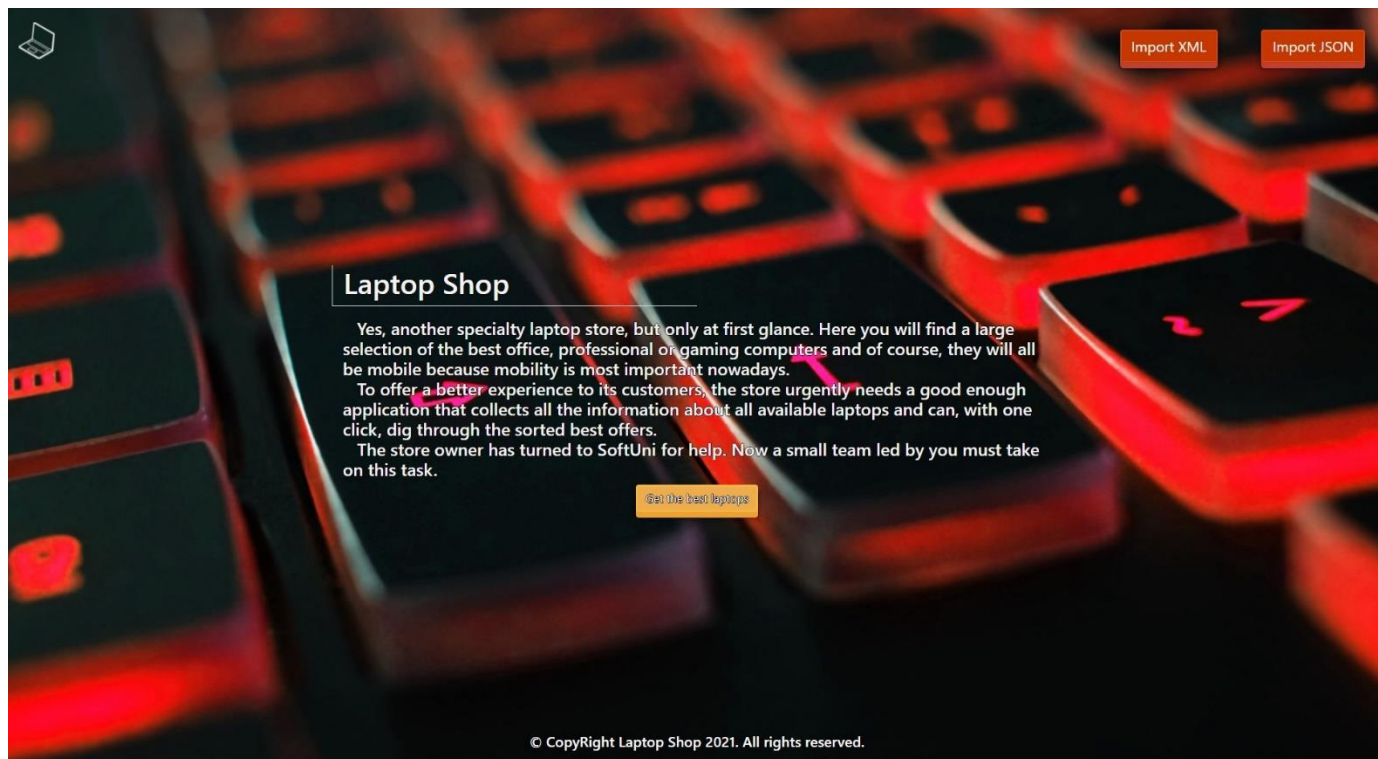 Import XML
Import JSON
Laptop Shop
Yes, another specialty laptop store, but only at first glance. Here you will find a large
selection of the best office, professional or gaming computers and of course, they will all
be mobile because mobility is most important nowadays.
To offer a better experience to its customers, the store urgently needs a good enough
application that collects all the information about all available laptops and can, with one
click, dig through the sorted best offers.
The store owner has turned to SoftUni for help. Now a small team led by you must take
on this task.
Get the best laptops
© CopyRight Laptop Shop 2021. All rights reserved.